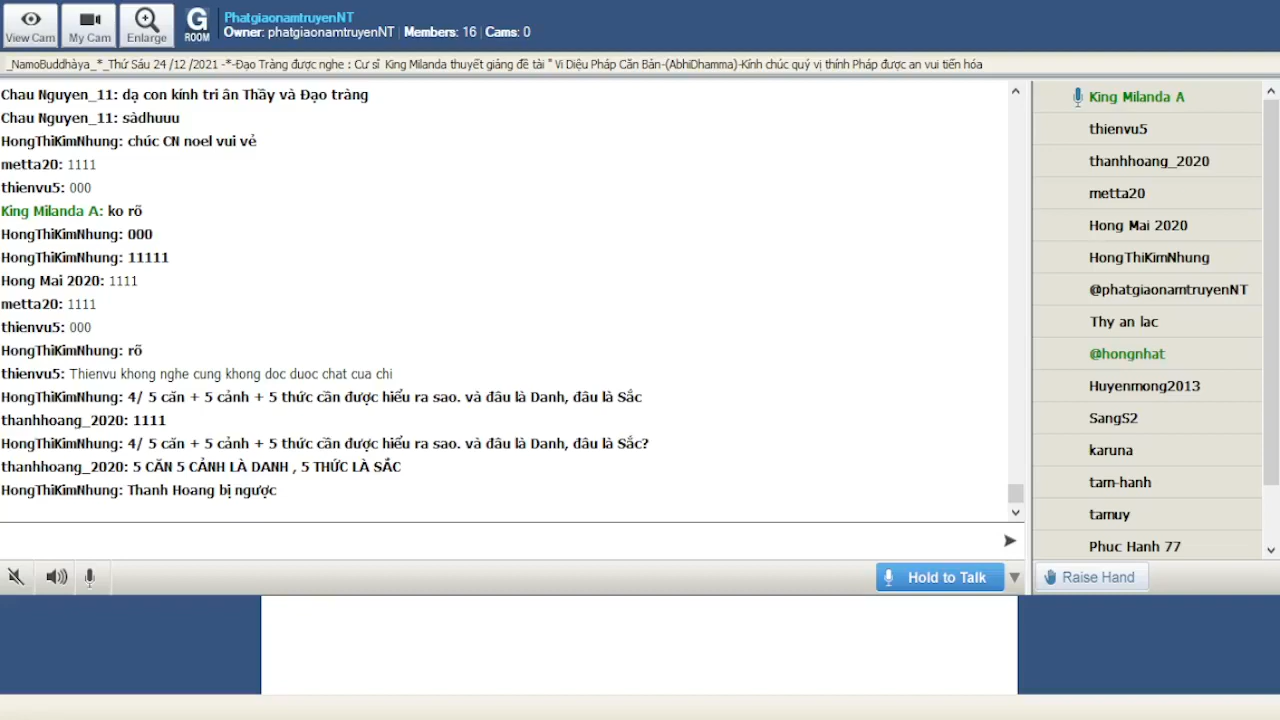 View Cam
My Cam
Enlarge
G
ROOM
PhatgiaonamtruyenNT
Owner: phatgiaonamtruyenNT | Members: 16 | Cams: 0
_NamoBuddhàya_*_Thứ Sáu 24 /12 /2021 -*-Đạo Tràng được nghe : Cư sĩ King Milanda thuyết giảng đề tài " Vi Diệu Pháp Căn Bản-(AbhiDhamma)-Kính chúc quý vị thính Pháp được an vui tiến hóa
Chau Nguyen_11: dạ con kính tri ân Thầy và Đạo tràng
Chau Nguyen_11: sàdhuuu
HongThiKimNhung: chúc CN noel vui vẻ
metta20: 1111
thienvu5: 000
King Milanda A: ko rõ
HongThiKimNhung: 000
HongThiKimNhung: 11111
Hong Mai 2020: 1111
metta20: 1111
thienvu5: 000
HongThiKimNhung: rõ
thienvu5: Thienvu khong nghe cung khong doc duoc chat cua chi
HongThiKimNhung: 4/ 5 căn + 5 cảnh + 5 thức cần được hiểu ra sao. và đâu là Danh, đâu là Sắc
thanhhoang_2020: 1111
HongThiKimNhung: 4/ 5 căn + 5 cảnh + 5 thức cần được hiểu ra sao. và đâu là Danh, đâu là Sắc?
thanhhoang_2020: 5 CĂN 5 CẢNH LÀ DANH , 5 THỨC LÀ SẮC
HongThiKimNhung: Thanh Hoang bị ngược
King Milanda A
thienvu5
thanhhoang_2020
metta20
Hong Mai 2020
HongThiKimNhung
@phatgiaonamtruyenNT
Thy an lac
@hongnhat
Huyenmong2013
SangS2
karuna
tam-hanh
tamuy
Phuc Hanh 77
Hold to Talk
Raise Hand